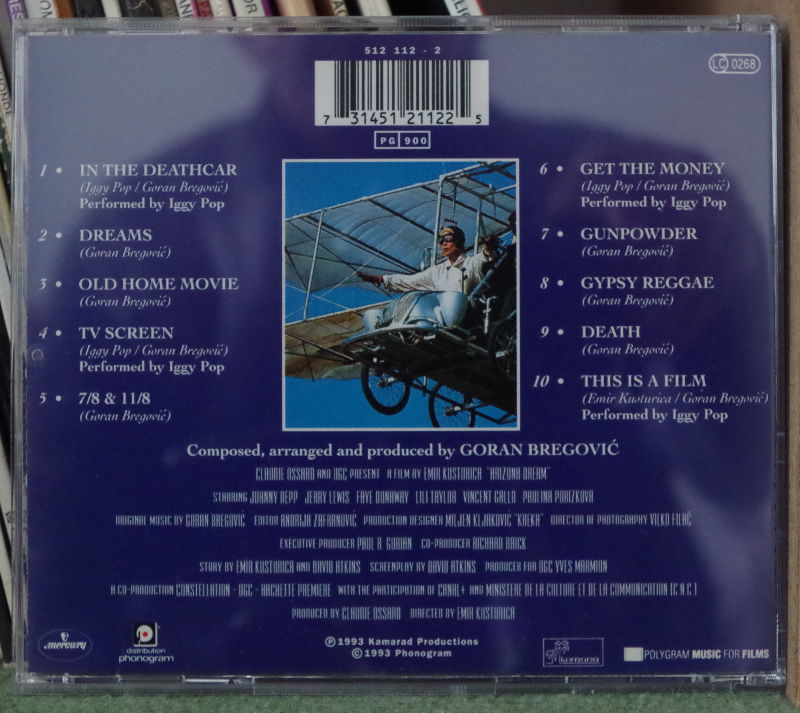 512 112 - 2
LC 0268
7 31451 21122 5
PG 900
1 • IN THE DEATHCAR
(Iggy Pop / Goran Bregović)
Performed by Iggy Pop
2 • DREAMS
(Goran Bregović)
3 • OLD HOME MOVIE
(Goran Bregović)
4 • TV SCREEN
(Iggy Pop / Goran Bregović)
Performed by Iggy Pop
5 • 7/8 & 11/8
(Goran Bregović)
6 • GET THE MONEY
(Iggy Pop / Goran Bregović)
Performed by Iggy Pop
7 • GUNPOWDER
(Goran Bregović)
8 • GYPSY REGGAE
(Goran Bregović)
9 • DEATH
(Goran Bregović)
10 • THIS IS A FILM
(Emir Kusturica / Goran Bregović)
Performed by Iggy Pop
Composed, arranged and produced by GORAN BREGOVIĆ
CLAUDIE OSSARD AND UGC PRESENT A FILM BY EMIR KUSTURICA "ARIZONA DREAM"
STARRING JOHNNY DEPP JERRY LEWIS FAYE DUNAWAY LILI TAYLOR VINCENT GALLO PAULINA PORIZKOVA
ORIGINAL MUSIC BY GORAN BREGOVIĆ EDITOR ANDRIJA ZAFRANOVIĆ PRODUCTION DESIGNER MILJEN KLJAKOVIĆ "KREKA" DIRECTOR OF PHOTOGRAPHY VILKO FILAČ
EXECUTIVE PRODUCER PAUL R. GURIAN CO-PRODUCER RICHARD BRICK
STORY BY EMIR KUSTURICA AND DAVID ATKINS SCREENPLAY BY DAVID ATKINS PRODUCER FOR UGC YVES MARMION
A CO-PRODUCTION CONSTELLATION - UGC - HACHETTE PREMIERE WITH THE PARTICIPATION OF CANAL+ AND MINISTERE DE LA CULTURE ET DE LA COMMUNICATION (C.N.C.)
PRODUCED BY CLAUDIE OSSARD DIRECTED BY EMIR KUSTURICA
mercury
distribution
phonogram
℗ 1993 Kamarad Productions
© 1993 Phonogram
komuna
POLYGRAM MUSIC FOR FILMS